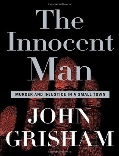 The
Innocent
Man
MURDER AND INJUSTICE IN A SMALL TOWN
JOHN
GRISHAM